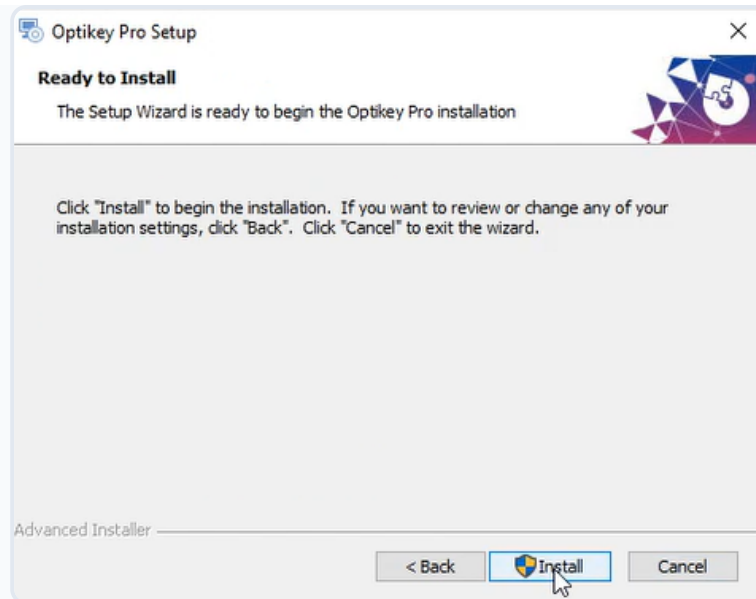 Optikey Pro Setup
Ready to Install
The Setup Wizard is ready to begin the Optikey Pro installation
Click "Install" to begin the installation. If you want to review or change any of your
installation settings, click "Back". Click "Cancel" to exit the wizard.
Advanced Installer
< Back
Install
Cancel